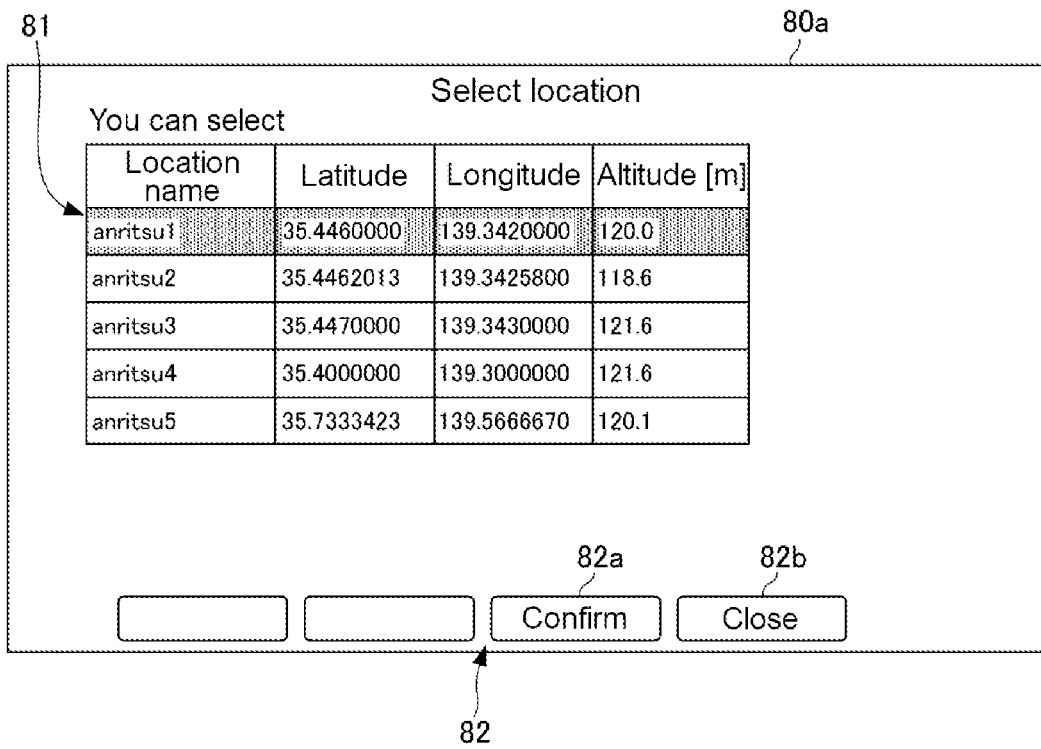 81
80a
Select location
You can select
Location name Latitude Longitude Altitude [m]
anritsu1 35.4460000 139.3420000 120.0
anritsu2 35.4462013 139.3425800 118.6
anritsu3 35.4470000 139.3430000 121.6
anritsu4 35.4000000 139.3000000 121.6
anritsu5 35.7333423 139.5666670 120.1
82a
82b
Confirm
Close
82